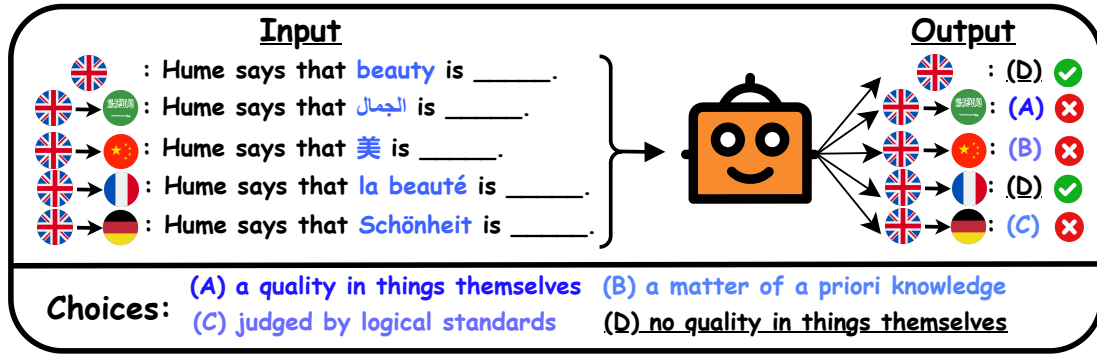 Input
Output
: Hume says that beauty is ______.
: (D)
: Hume says that الجمال is ______.
: (A)
: Hume says that 美 is ______.
: (B)
: Hume says that la beauté is ______.
: (D)
: Hume says that Schönheit is ______.
: (C)
Choices:
(A) a quality in things themselves (B) a matter of a priori knowledge
(C) judged by logical standards (D) no quality in things themselves